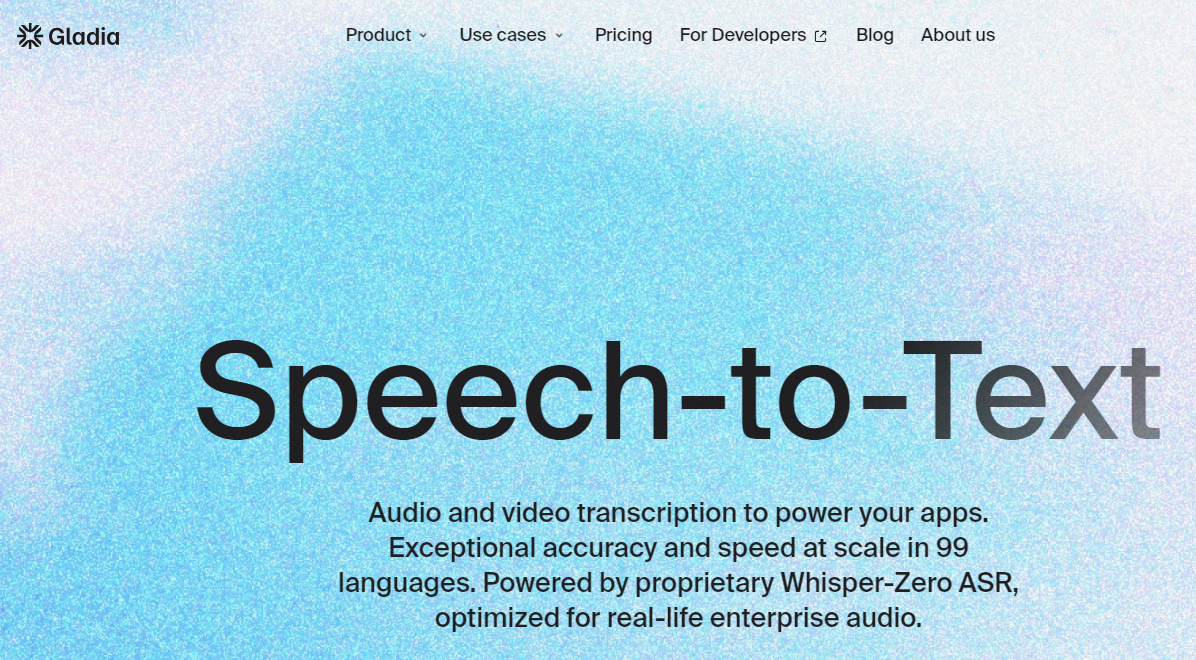 Gladia
Product
Use cases
Pricing
For Developers
Blog
About us
Speech-to-Text
Audio and video transcription to power your apps.
Exceptional accuracy and speed at scale in 99
languages. Powered by proprietary Whisper-Zero ASR,
optimized for real-life enterprise audio.